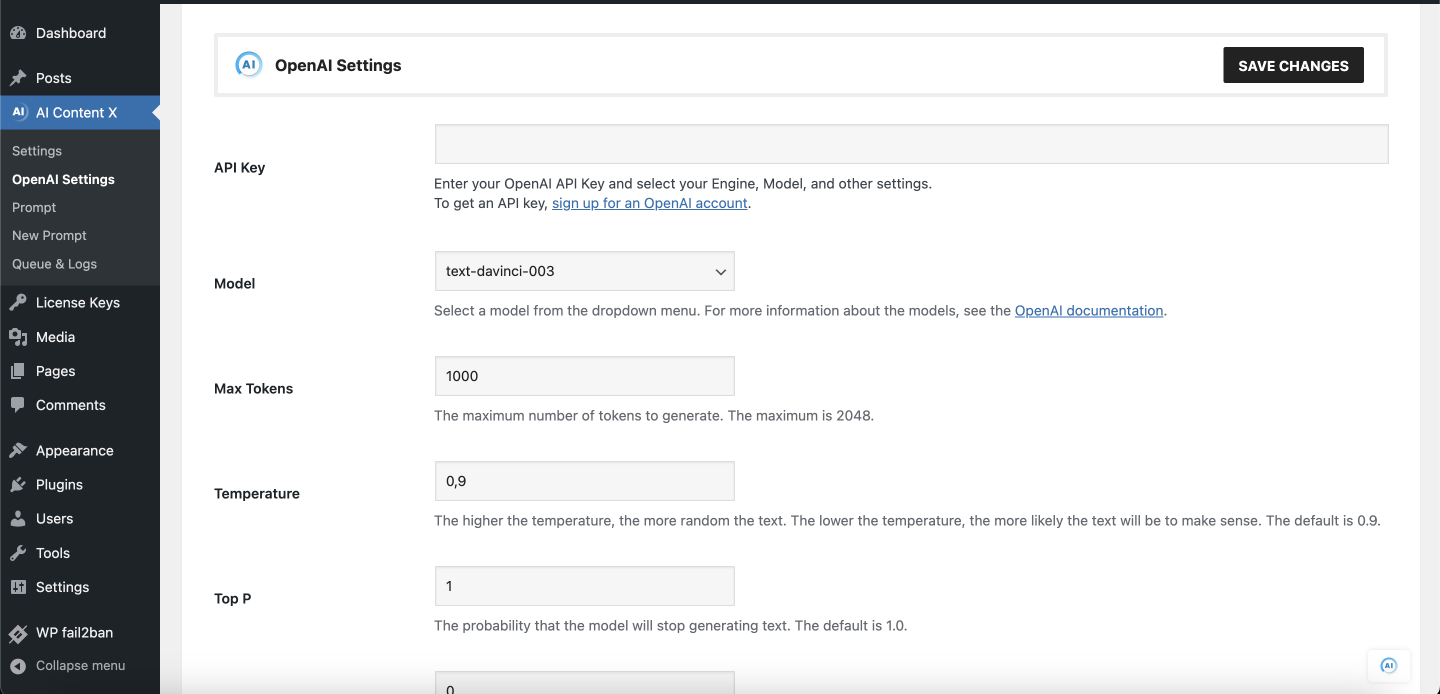 Dashboard
Posts
AI Content X
Settings
OpenAI Settings
Prompt
New Prompt
Queue & Logs
License Keys
Media
Pages
Comments
Appearance
Plugins
Users
Tools
Settings
WP fail2ban
Collapse menu
AI
AI
OpenAI Settings
SAVE CHANGES
API Key
Enter your OpenAI API Key and select your Engine, Model, and other settings.
To get an API key, sign up for an OpenAI account.
Model
text-davinci-003
Select a model from the dropdown menu. For more information about the models, see the OpenAI documentation.
Max Tokens
1000
The maximum number of tokens to generate. The maximum is 2048.
Temperature
0,9
The higher the temperature, the more random the text. The lower the temperature, the more likely the text will be to make sense. The default is 0.9.
Top P
1
The probability that the model will stop generating text. The default is 1.0.
0
AI